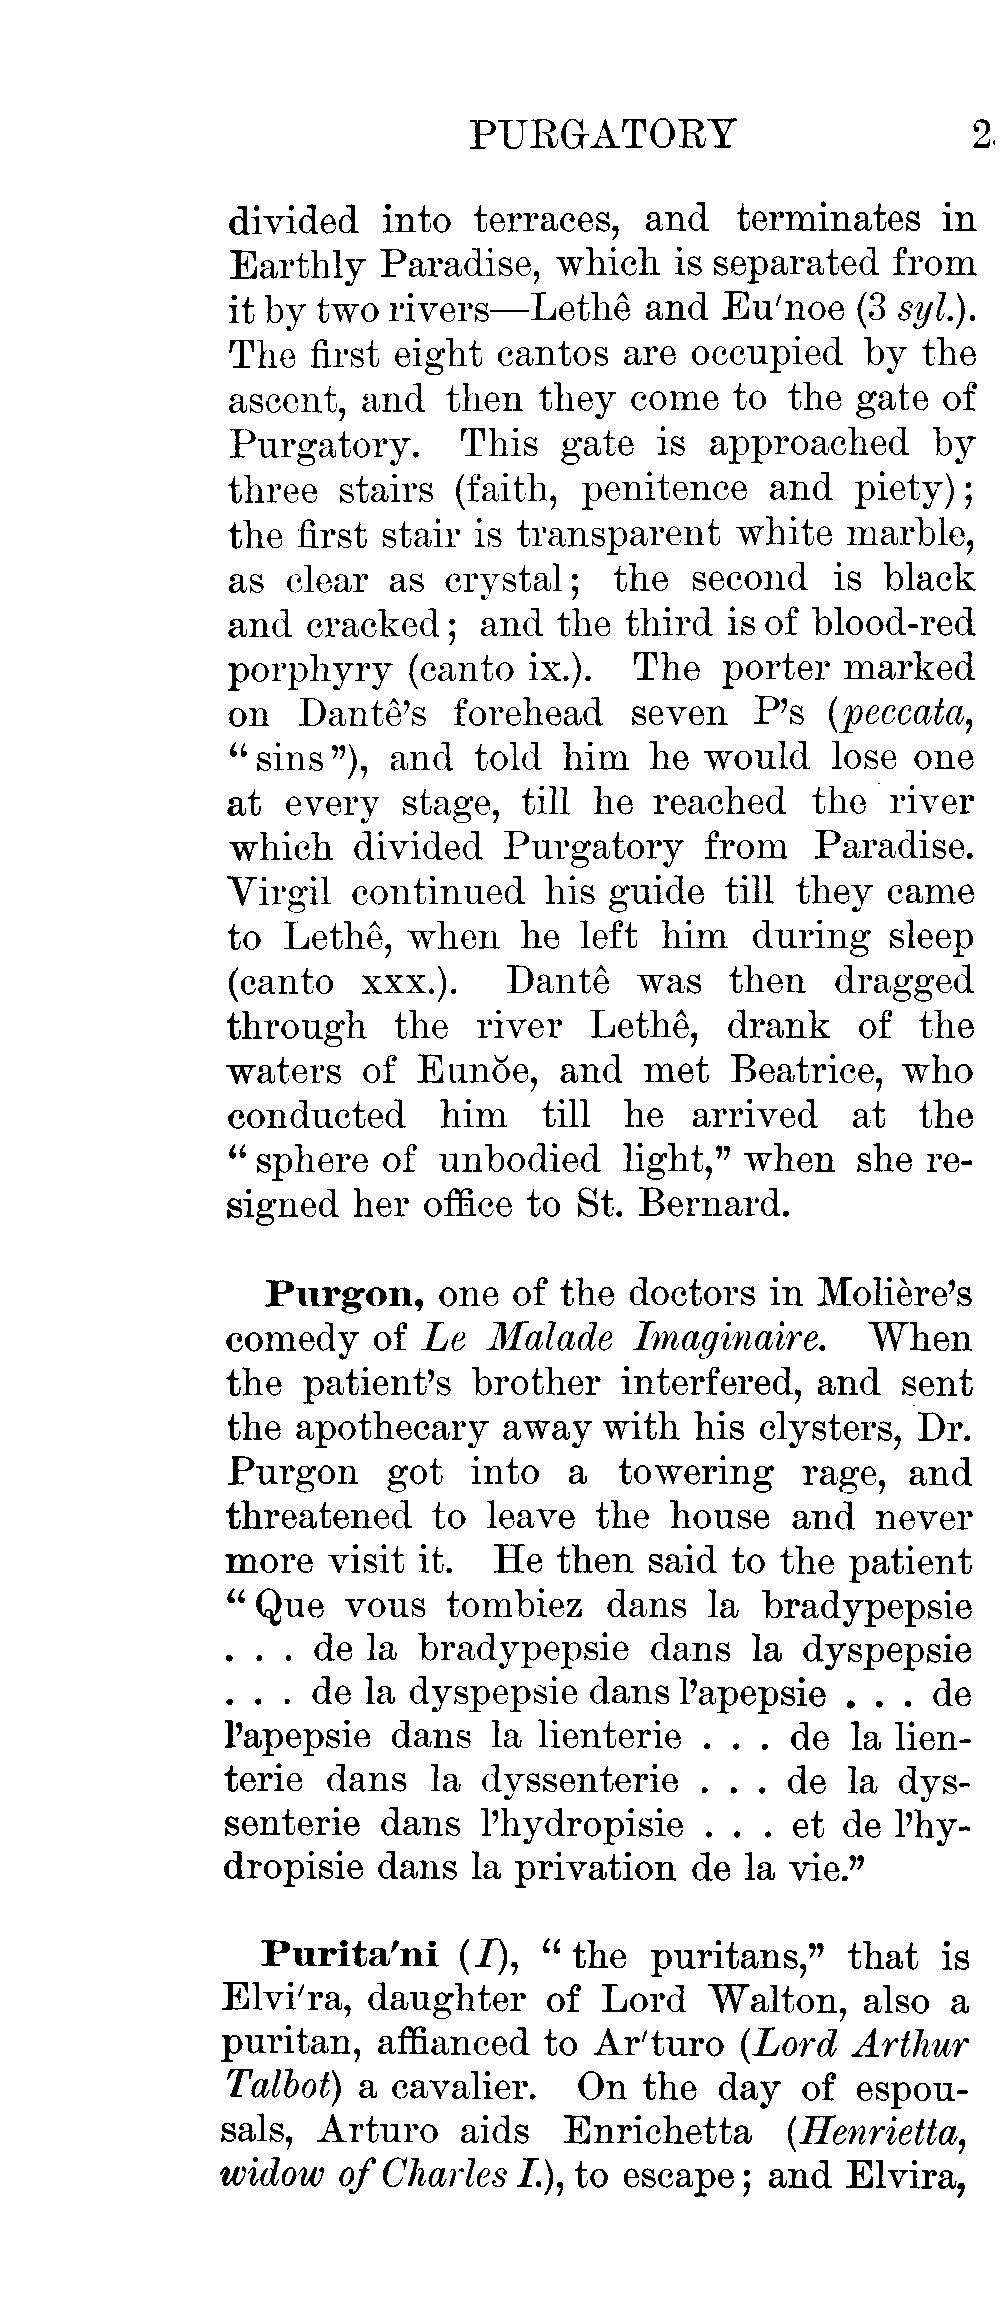 PURGATORY 2
divided into terraces, and terminates in
Earthly Paradise, which is separated from
it by two rivers—Lethê and Eu'noe (3 syl.).
The first eight cantos are occupied by the
ascent, and then they come to the gate of
Purgatory. This gate is approached by
three stairs (faith, penitence and piety);
the first stair is transparent white marble,
as clear as crystal; the second is black
and cracked; and the third is of blood-red
porphyry (canto ix.). The porter marked
on Dantê's forehead seven P's (peccata,
“sins”), and told him he would lose one
at every stage, till he reached the river
which divided Purgatory from Paradise.
Virgil continued his guide till they came
to Lethê, when he left him during sleep
(canto xxx.). Dantê was then dragged
through the river Lethê, drank of the
waters of Eunŏe, and met Beatrice, who
conducted him till he arrived at the
“sphere of unbodied light,” when she re-
signed her office to St. Bernard.
Purgon, one of the doctors in Molière's
comedy of Le Malade Imaginaire. When
the patient's brother interfered, and sent
the apothecary away with his clysters, Dr.
Purgon got into a towering rage, and
threatened to leave the house and never
more visit it. He then said to the patient
“Que vous tombiez dans la bradypepsie
. . . de la bradypepsie dans la dyspepsie
. . . de la dyspepsie dans l'apepsie . . . de
l'apepsie dans la lienterie . . . de la lien-
terie dans la dyssenterie . . . de la dys-
senterie dans l'hydropisie . . . et de l'hy-
dropisie dans la privation de la vie.”
Purita'ni (I), “the puritans,” that is
Elvi'ra, daughter of Lord Walton, also a
puritan, affianced to Ar'turo (Lord Arthur
Talbot) a cavalier. On the day of espou-
sals, Arturo aids Enrichetta (Henrietta,
widow of Charles I.), to escape; and Elvira,